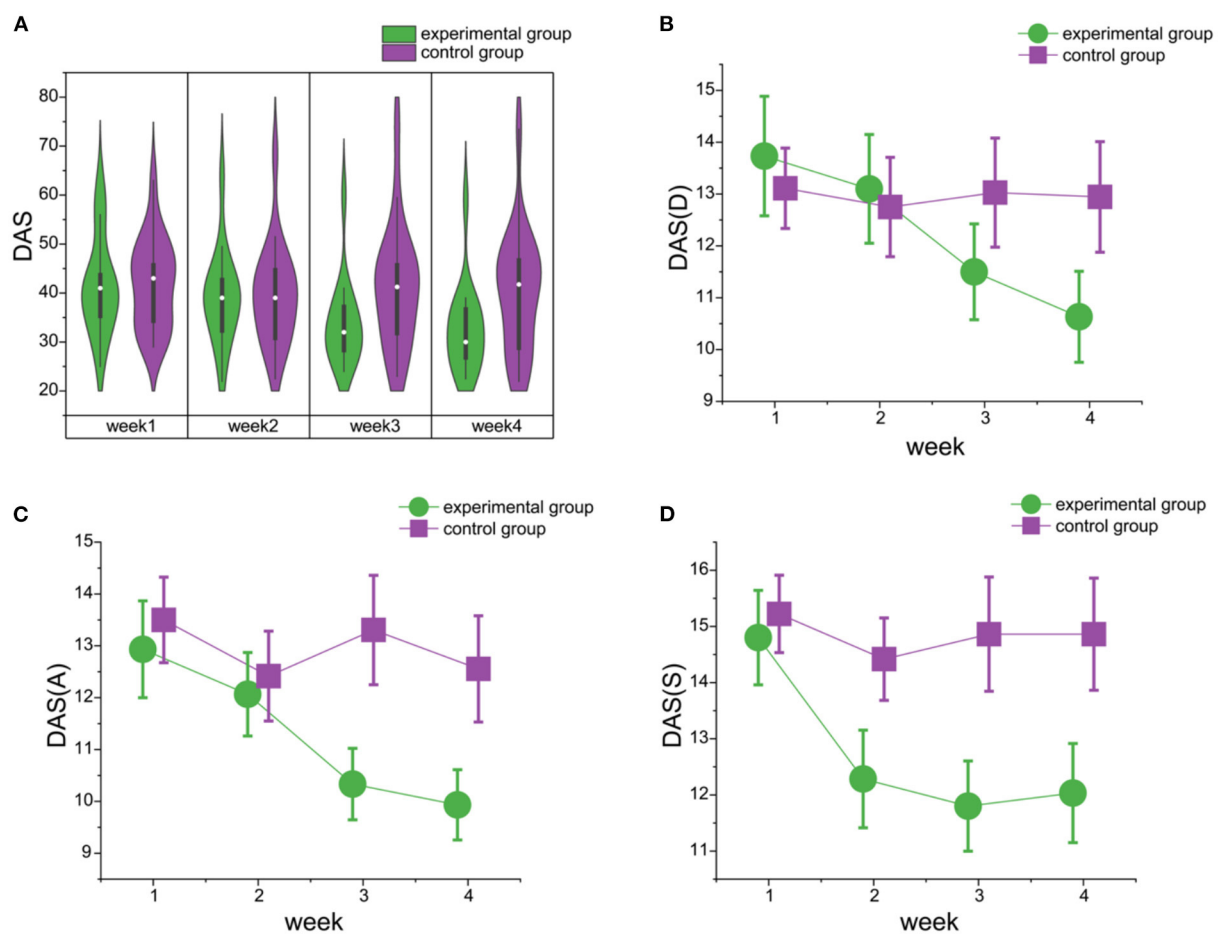 A
experimental group
control group
DAS
80
70
60
50
40
30
20
week1 week2 week3 week4
B
experimental group
control group
DAS(D)
15
14
13
12
11
10
9
1 2 3 4
week
C
experimental group
control group
DAS(A)
15
14
13
12
11
10
9
1 2 3 4
week
D
experimental group
control group
DAS(S)
16
15
14
13
12
11
1 2 3 4
week